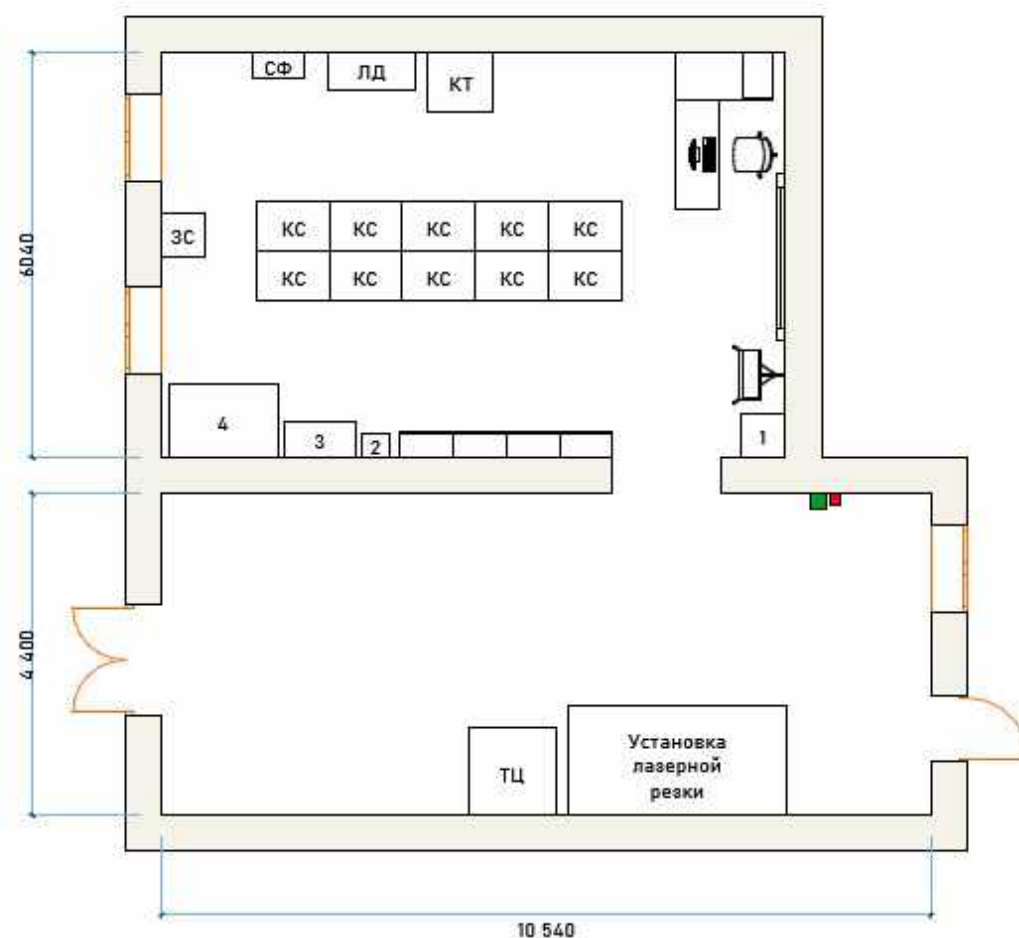 СФ ЛД КТ
6040
ЗС
КС КС КС КС КС
КС КС КС КС КС
4 3 2 1
4 400
ТЦ
Установка
лазерной
резки
10 540